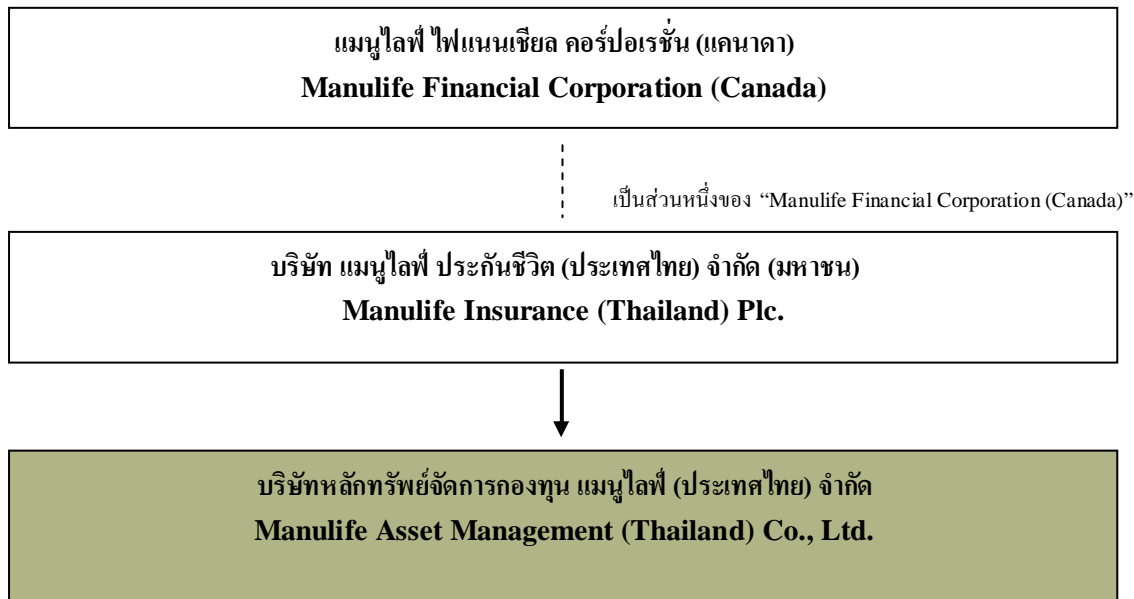 แมนูไลฟ์ ไฟแนนเชียล คอร์ปอเรชั่น (แคนาดา)
Manulife Financial Corporation (Canada)
เป็นส่วนหนึ่งของ “Manulife Financial Corporation (Canada)”
บริษัท แมนูไลฟ์ ประกันชีวิต (ประเทศไทย) จำกัด (มหาชน)
Manulife Insurance (Thailand) Plc.
บริษัทหลักทรัพย์จัดการกองทุน แมนูไลฟ์ (ประเทศไทย) จำกัด
Manulife Asset Management (Thailand) Co., Ltd.